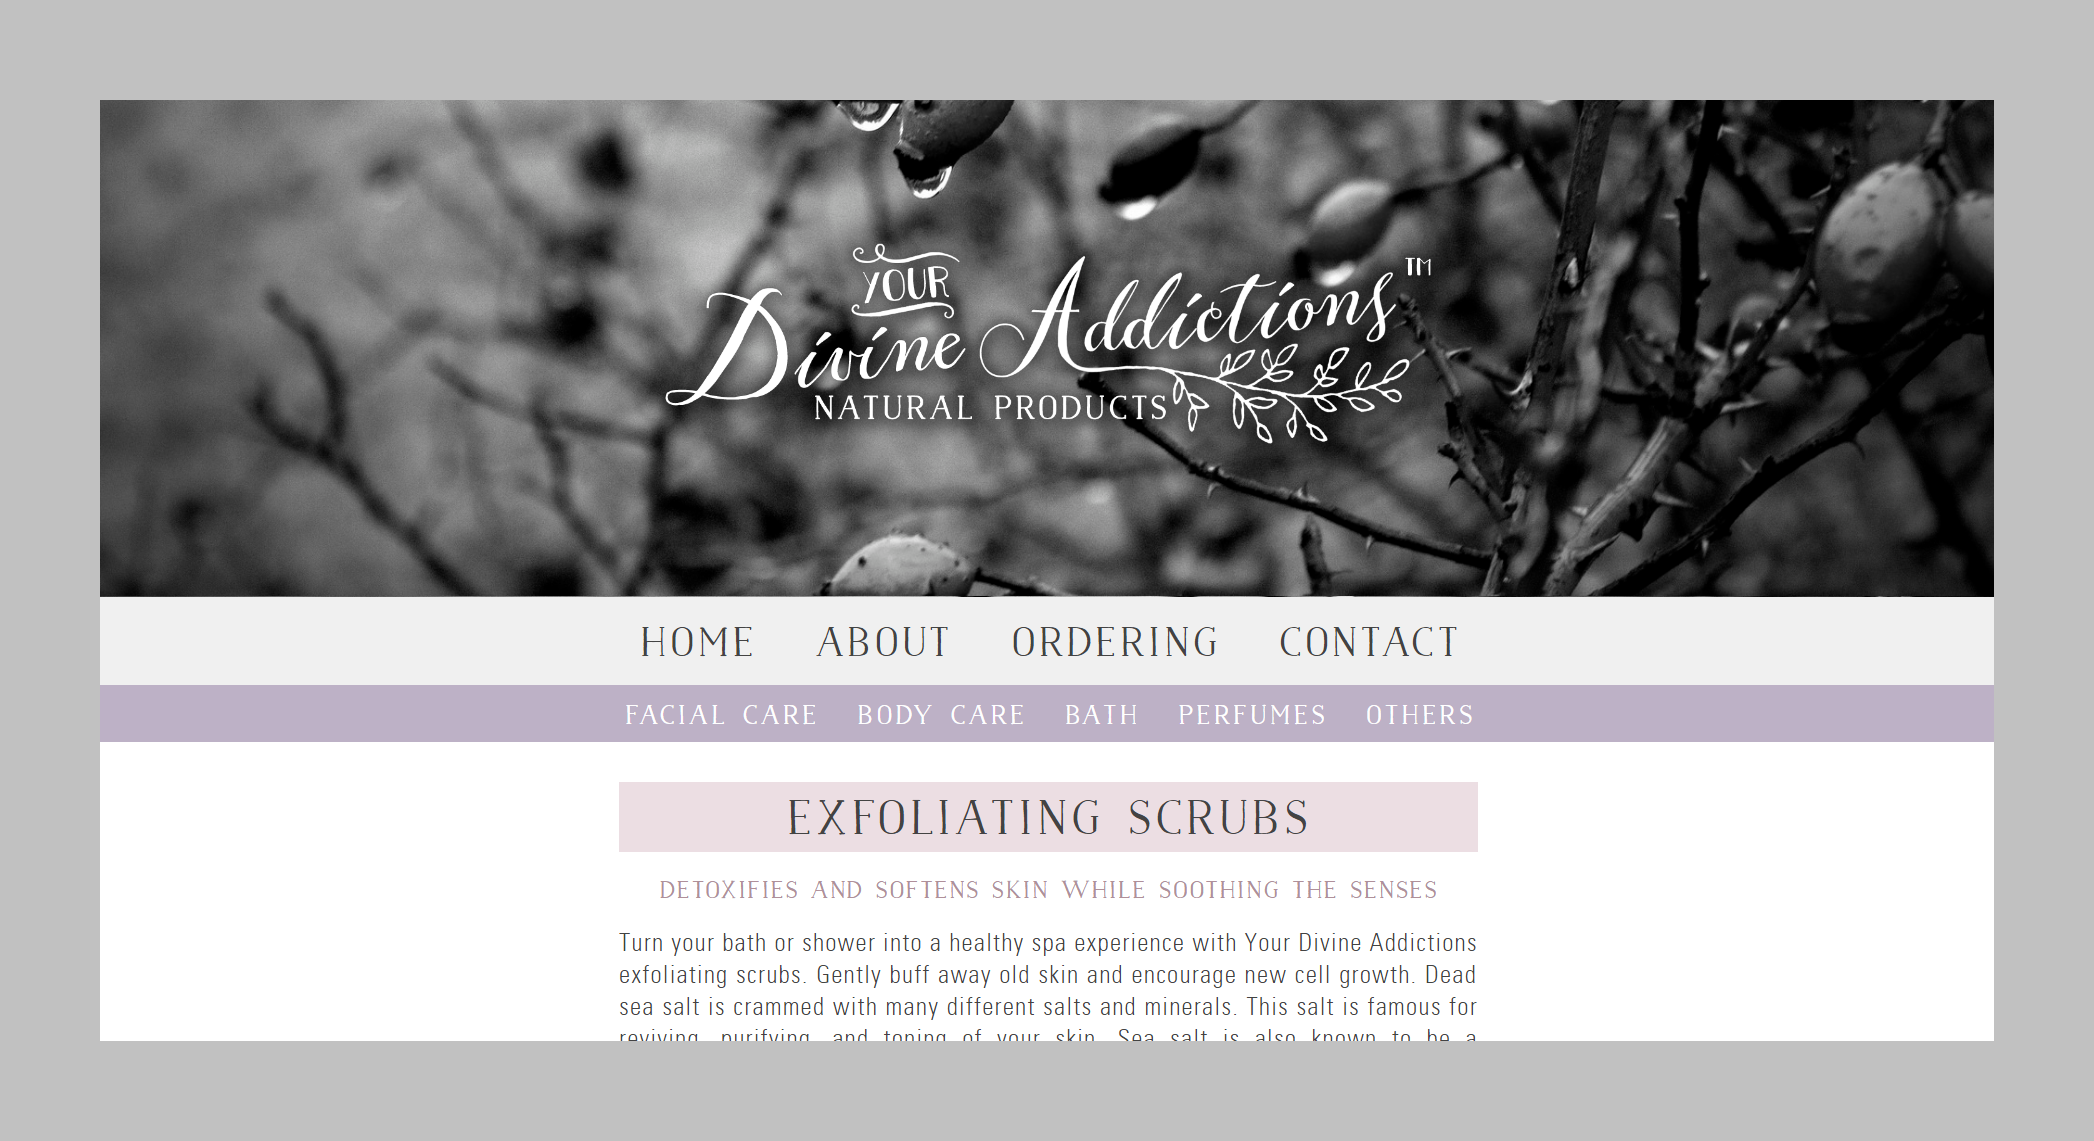 YOUR
Divine Addictions™
NATURAL PRODUCTS
HOME ABOUT ORDERING CONTACT
FACIAL CARE BODY CARE BATH PERFUMES OTHERS
EXFOLIATING SCRUBS
DETOXIFIES AND SOFTENS SKIN WHILE SOOTHING THE SENSES
Turn your bath or shower into a healthy spa experience with Your Divine Addictions
exfoliating scrubs. Gently buff away old skin and encourage new cell growth. Dead
sea salt is crammed with many different salts and minerals. This salt is famous for
reviving, purifying, and toning of your skin. Sea salt is also known to be a